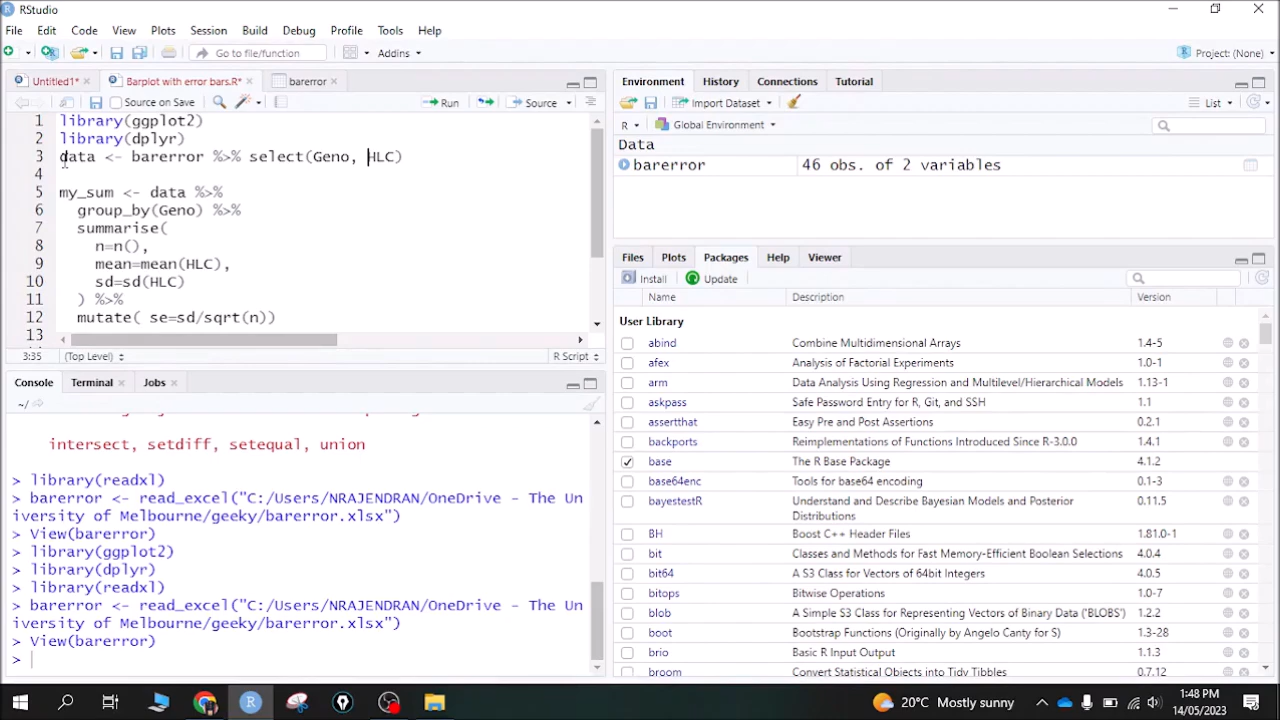 RStudio
File Edit Code View Plots Session Build Debug Profile Tools Help
Go to file/function Addins Project: (None)
Untitled1* Barplot with error bars.R* barerror
Source on Save Run Source
1 library(ggplot2)
2 library(dplyr)
3 data <- barerror %>% select(Geno, HLC)
4
5 my_sum <- data %>%
6 group_by(Geno) %>%
7 summarise(
8 n=n(),
9 mean=mean(HLC),
10 sd=sd(HLC)
11 ) %>%
12 mutate( se=sd/sqrt(n))
13
3:35 (Top Level) R Script
Console Terminal Jobs
~/
intersect, setdiff, setequal, union
> library(readxl)
> barerror <- read_excel("C:/Users/NRAJENDRAN/OneDrive - The Un
iversity of Melbourne/geeky/barerror.xlsx")
> View(barerror)
> library(ggplot2)
> library(dplyr)
> library(readxl)
> barerror <- read_excel("C:/Users/NRAJENDRAN/OneDrive - The Un
iversity of Melbourne/geeky/barerror.xlsx")
> View(barerror)
>
Environment History Connections Tutorial
Import Dataset List
R Global Environment
Data
barerror 46 obs. of 2 variables
Files Plots Packages Help Viewer
Install Update
Name Description Version
User Library
abind Combine Multidimensional Arrays 1.4-5
afex Analysis of Factorial Experiments 1.0-1
arm Data Analysis Using Regression and Multilevel/Hierarchical Models 1.13-1
askpass Safe Password Entry for R, Git, and SSH 1.1
assertthat Easy Pre and Post Assertions 0.2.1
backports Reimplementations of Functions Introduced Since R-3.0.0 1.4.1
base The R Base Package 4.1.2
base64enc Tools for base64 encoding 0.1-3
bayestestR Understand and Describe Bayesian Models and Posterior 0.11.5
Distributions
BH Boost C++ Header Files 1.81.0-1
bit Classes and Methods for Fast Memory-Efficient Boolean Selections 4.0.4
bit64 A S3 Class for Vectors of 64bit Integers 4.0.5
bitops Bitwise Operations 1.0-7
blob A Simple S3 Class for Representing Vectors of Binary Data ('BLOBS') 1.2.2
boot Bootstrap Functions (Originally by Angelo Canty for S) 1.3-28
brio Basic R Input Output 1.1.3
broom Convert Statistical Objects into Tidy Tibbles 0.7.12
20°C Mostly sunny
1:48 PM
14/05/2023